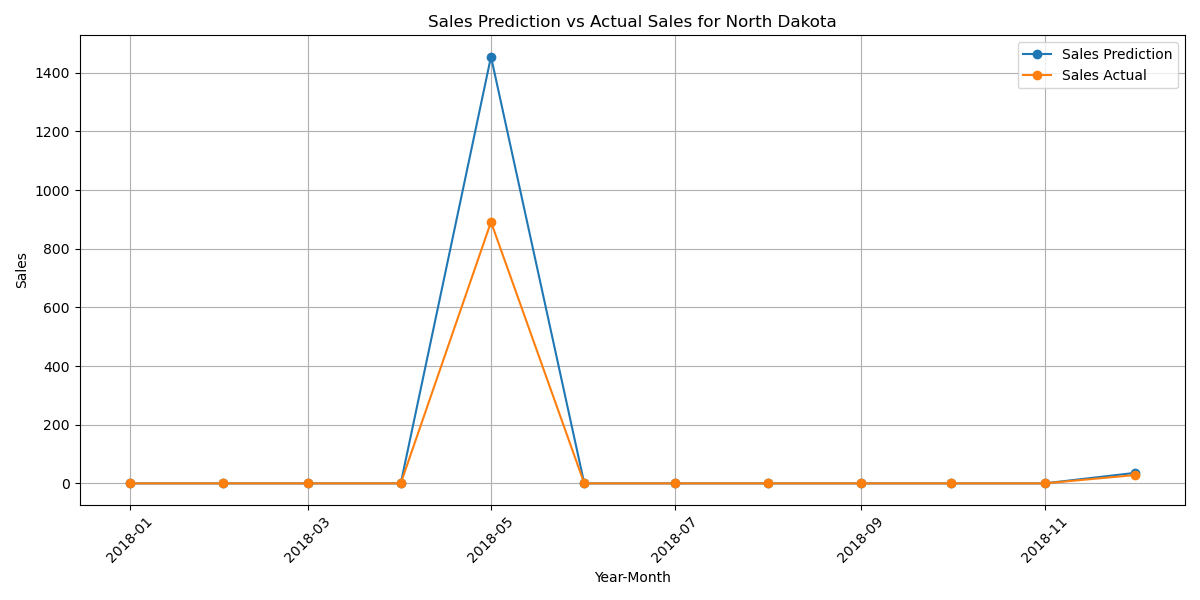 Sales Prediction vs Actual Sales for North Dakota
Sales Prediction
Sales Actual
1400
1200
1000
800
600
400
200
0
Sales
2018-01
2018-03
2018-05
2018-07
2018-09
2018-11
Year-Month